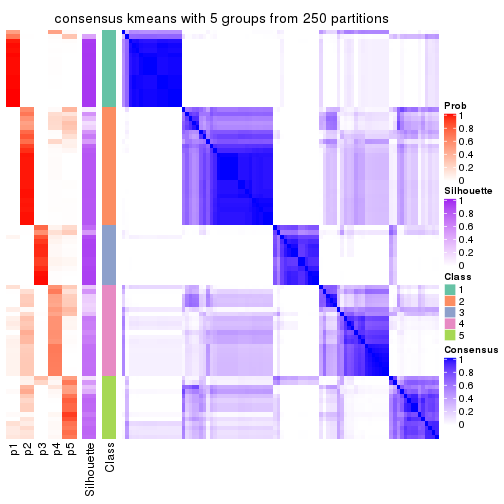 consensus kmeans with 5 groups from 250 partitions
Prob
1
0.8
0.6
0.4
0.2
0
Silhouette
1
0.8
0.6
0.4
0.2
0
Class
1
2
3
4
5
Consensus
1
0.8
0.6
0.4
0.2
0
p1
p2
p3
p4
p5
Silhouette
Class